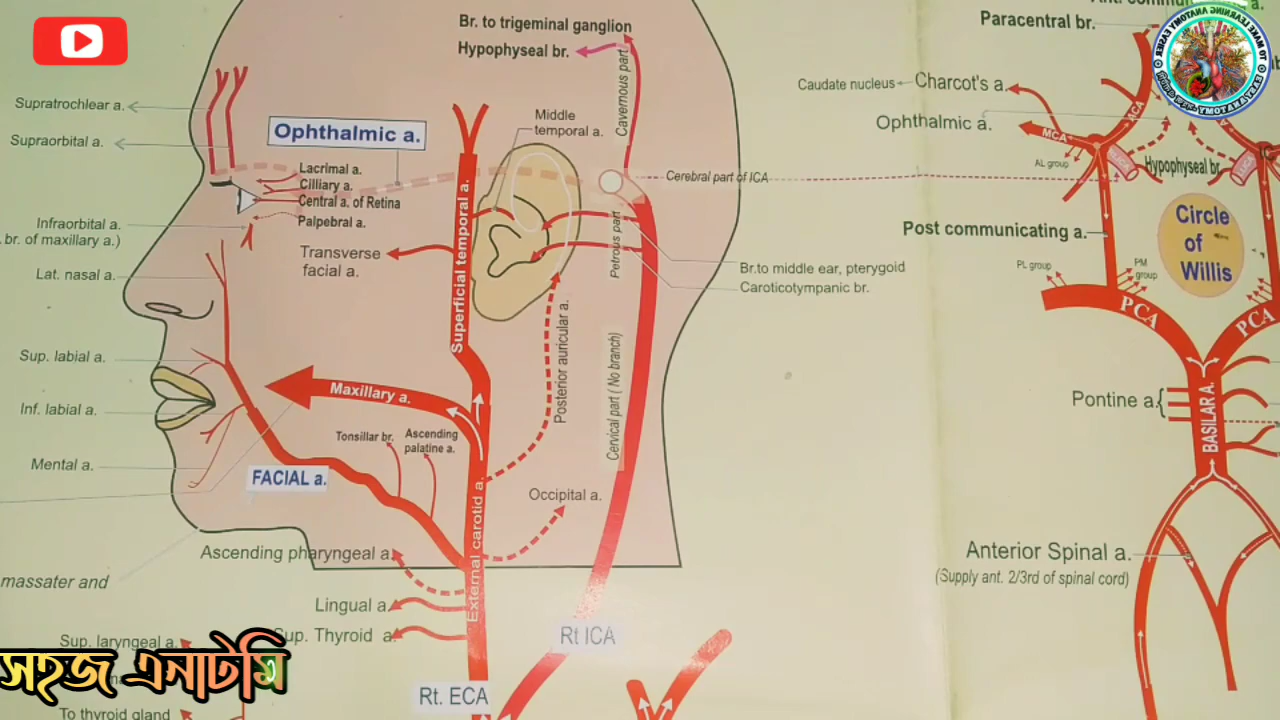 Br. to trigeminal ganglion
Hypophyseal br.
Cavernous part
Paracentral br.
Supratrochlear a.
Supraorbital a.
Ophthalmic a.
Middle
temporal a.
Caudate nucleus
Charcot's a.
Ophthalmic a.
MCA
MCA
AL group
Hypophyseal br
Lacrimal a.
Cilliary a.
Central a. of Retina
Palpebral a.
Cerebral part of ICA
Infraorbital a.
br. of maxillary a.)
Transverse
facial a.
Superficial temporal a.
Petrous part
Br.to middle ear, pterygoid
Caroticotympanic br.
Post communicating a.
Circle
of
Willis
Lat. nasal a.
PL group
PM
group
PCA
PCA
Posterior auricular a.
Cervical part ( No branch)
Sup. labial a.
Maxillary a.
Inf. labial a.
Pontine a.
BASILAR A.
Tonsillar br.
Ascending
palatine a.
Mental a.
FACIAL a.
External carotid a.
Occipital a.
Ascending pharyngeal a.
Anterior Spinal a.
(Supply ant. 2/3rd of spinal cord)
massater and
Lingual a.
Sup. Thyroid a.
Sup. laryngeal a.
Rt ICA
সহজ এনাটমি
Rt. ECA
To thyroid gland